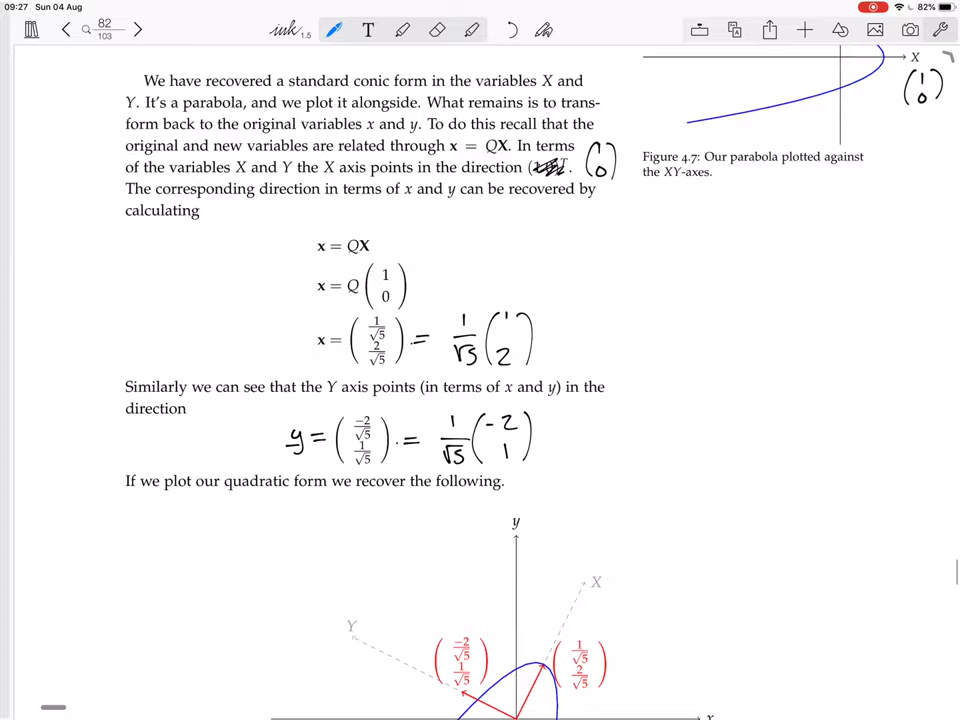 09:27 Sun 04 Aug
82%
82
103
ink 1.5
T
We have recovered a standard conic form in the variables X and
Y. It's a parabola, and we plot it alongside. What remains is to trans-
form back to the original variables x and y. To do this recall that the
original and new variables are related through x = QX. In terms
of the variables X and Y the X axis points in the direction ( T. (1 0)
The corresponding direction in terms of x and y can be recovered by
calculating
X
(1 0)
Figure 4.7: Our parabola plotted against
the XY-axes.
x = QX
x = Q (1 0)
x = (1/√5 2/√5) . = 1/√5 (1 2)
Similarly we can see that the Y axis points (in terms of x and y) in the
direction
y = (-2/√5 1/√5) . = 1/√5 (-2 1)
If we plot our quadratic form we recover the following.
y
X
Y
(-2/√5 1/√5)
(1/√5 2/√5)
x